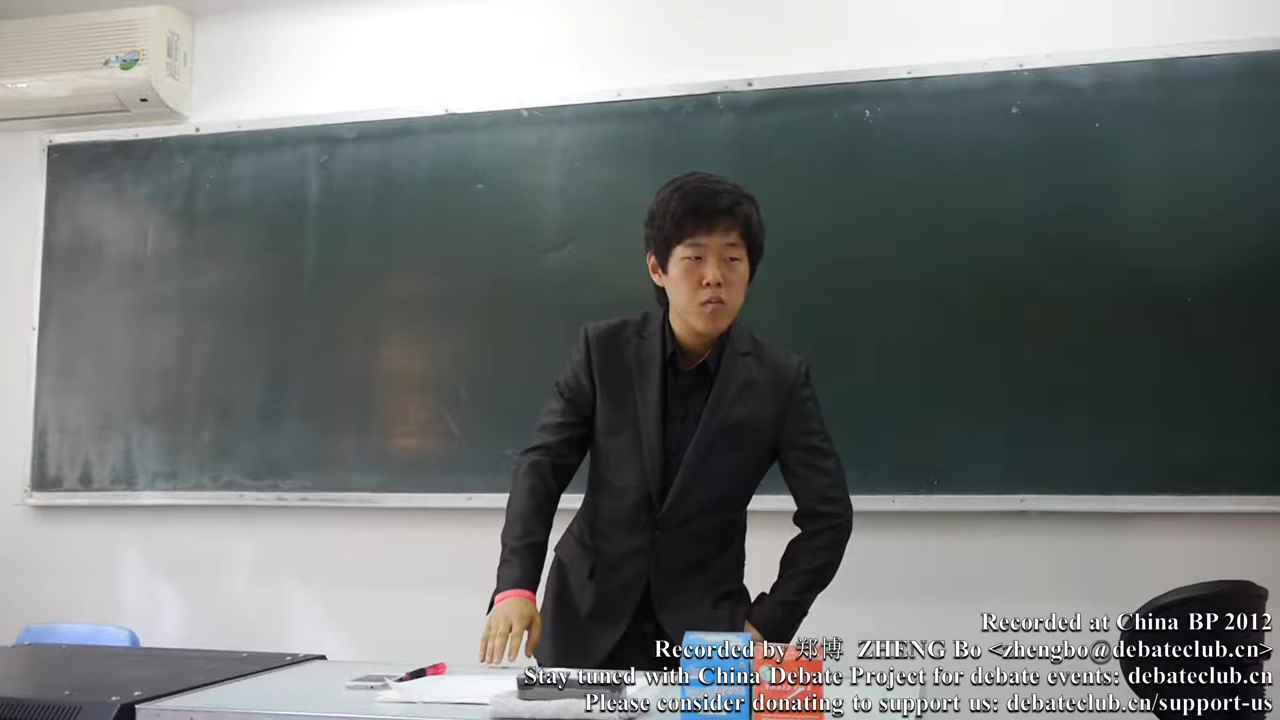 Recorded at China BP 2012
Recorded by 郑博 ZHENG Bo <zhengbo@debateclub.cn>
Stay tuned with China Debate Project for debate events: debateclub.cn
Please consider donating to support us: debateclub.cn/support-us